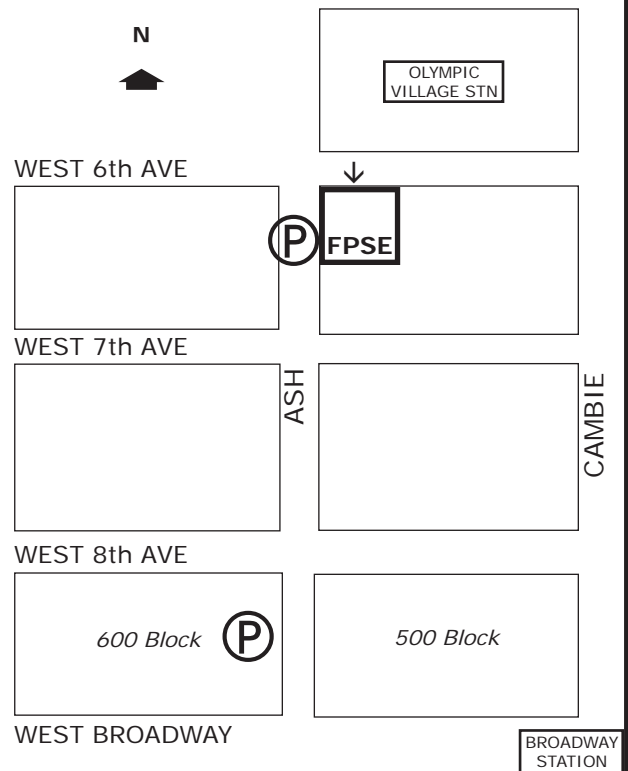 N
OLYMPIC
VILLAGE STN
WEST 6th AVE
↓
P
FPSE
WEST 7th AVE
ASH
CAMBIE
WEST 8th AVE
600 Block
P
500 Block
WEST BROADWAY
BROADWAY
STATION